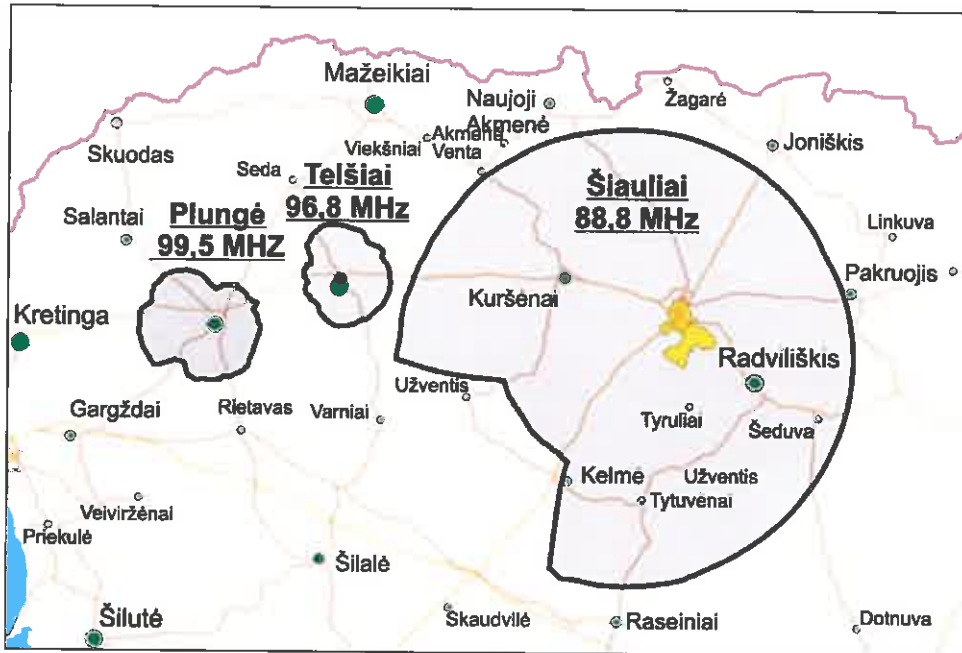 Mažeikiai
Naujoji
Akmenė
Žagarė
Skuodas
Viekšniai
Akmenė
Venta
Joniškis
Seda
Telšiai
96,8 MHz
Šiauliai
88,8 MHz
Salantai
Plungė
99,5 MHZ
Linkuva
Kuršėnai
Pakruojis
Kretinga
Radviliškis
Užventis
Gargždai
Rietavas
Varniai
Tyruliai
Šeduva
Kelmė
Užventis
Tytuvėnai
Veiviržėnai
Priekulė
Šilalė
Šilutė
Skaudvilė
Raseiniai
Dotnuva